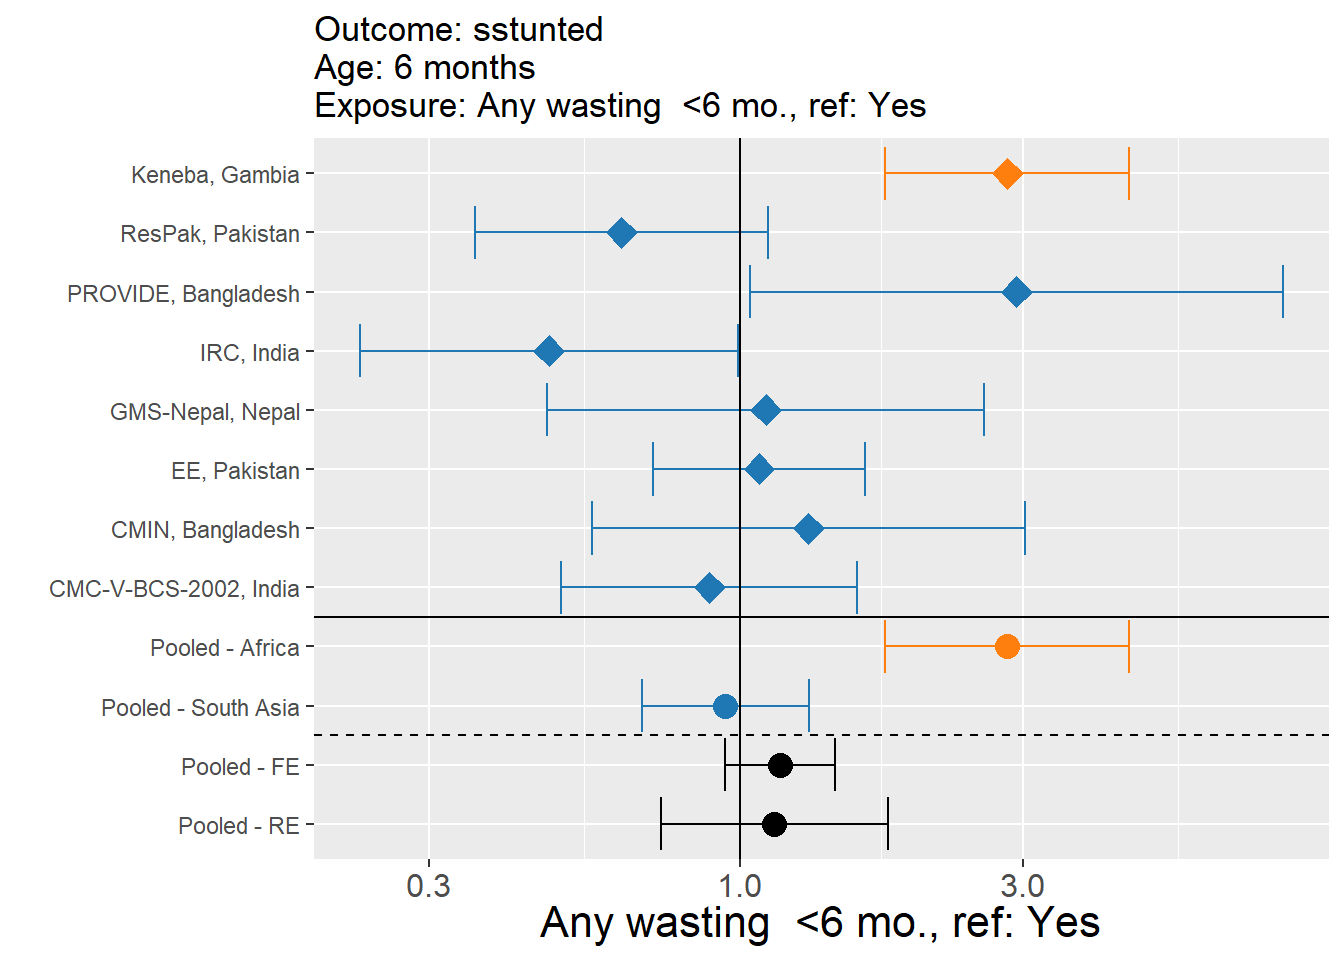 Outcome: sstunted
Age: 6 months
Exposure: Any wasting  <6 mo., ref: Yes
Keneba, Gambia
ResPak, Pakistan
PROVIDE, Bangladesh
IRC, India
GMS-Nepal, Nepal
EE, Pakistan
CMIN, Bangladesh
CMC-V-BCS-2002, India
Pooled - Africa
Pooled - South Asia
Pooled - FE
Pooled - RE
0.3 1.0 3.0
Any wasting  <6 mo., ref: Yes